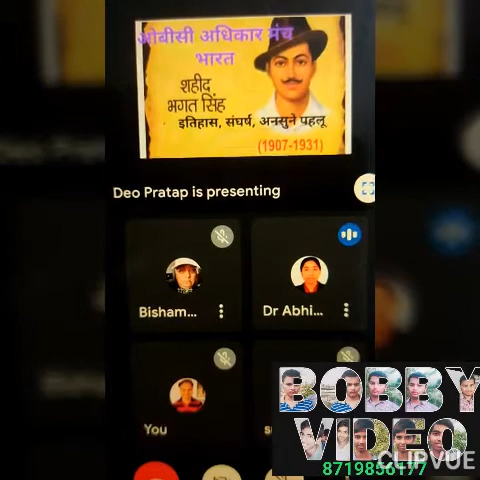 ओबीसी अधिकार मंच
भारत
शहीद
भगत सिंह
इतिहास, संघर्ष, अनसुने पहलू
(1907-1931)
Deo Pratap is presenting
Bisham...
Dr Abhi...
You
BOBBY
VIDEO
CLIPVUE
8719856177